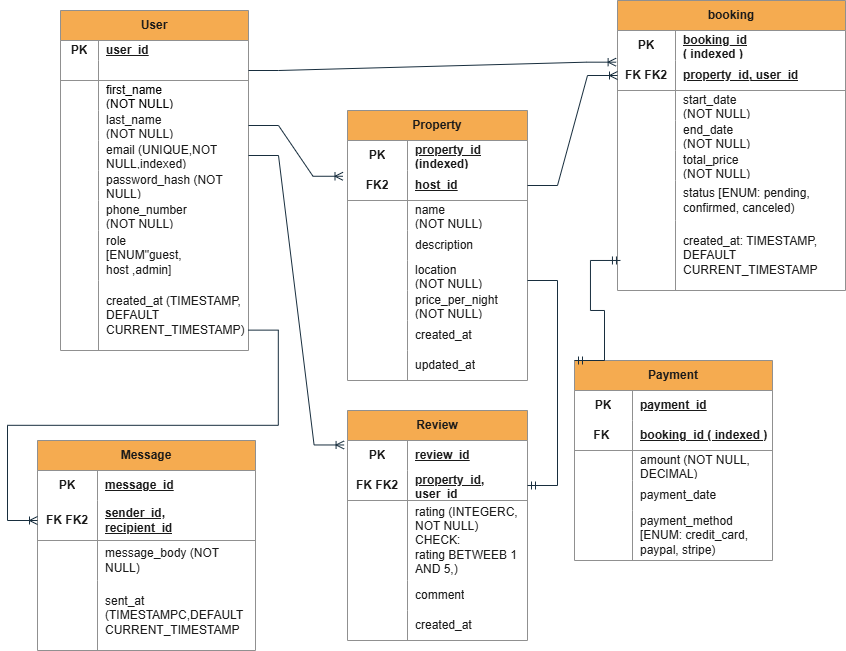 User
PK user_id
first_name
(NOT NULL)
last_name
(NOT NULL)
email (UNIQUE,NOT
NULL,indexed)
password_hash (NOT
NULL)
phone_number
(NOT NULL)
role
[ENUM"guest,
host ,admin]
created_at (TIMESTAMP,
DEFAULT
CURRENT_TIMESTAMP)
Property
PK property_id
(indexed)
FK2 host_id
name
(NOT NULL)
description
location
(NOT NULL)
price_per_night
(NOT NULL)
created_at
updated_at
booking
PK booking_id
( indexed )
FK FK2 property_id, user_id
start_date
(NOT NULL)
end_date
(NOT NULL)
total_price
(NOT NULL)
status [ENUM: pending,
confirmed, canceled)
created_at: TIMESTAMP,
DEFAULT
CURRENT_TIMESTAMP
Message
PK message_id
FK FK2 sender_id,
recipient_id
message_body (NOT
NULL)
sent_at
(TIMESTAMPC,DEFAULT
CURRENT_TIMESTAMP
Review
PK review_id
FK FK2 property_id,
user_id
rating (INTEGERC,
NOT NULL)
CHECK:
rating BETWEEB 1
AND 5,)
comment
created_at
Payment
PK payment_id
FK booking_id ( indexed )
amount (NOT NULL,
DECIMAL)
payment_date
payment_method
[ENUM: credit_card,
paypal, stripe)